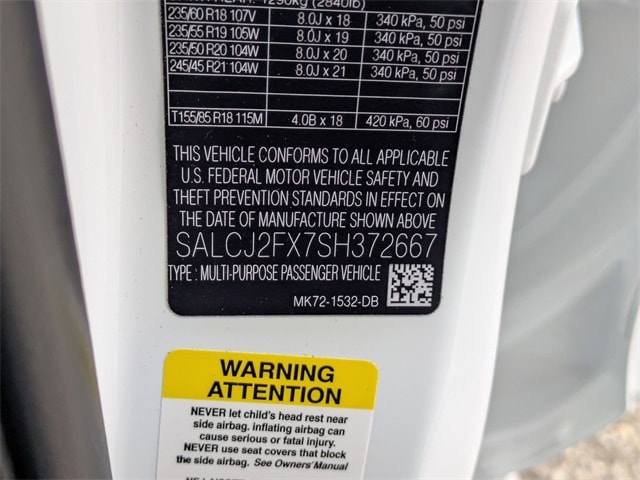 1290kg (2840lb)
235/60 R18 107V 8.0J x 18 340 kPa, 50 psi
235/55 R19 105W 8.0J x 19 340 kPa, 50 psi
235/50 R20 104W 8.0J x 20 340 kPa, 50 psi
245/45 R21 104W 8.0J x 21 340 kPa, 50 psi
T155/85 R18 115M 4.0B x 18 420 kPa, 60 psi
THIS VEHICLE CONFORMS TO ALL APPLICABLE
U.S. FEDERAL MOTOR VEHICLE SAFETY AND
THEFT PREVENTION STANDARDS IN EFFECT ON
THE DATE OF MANUFACTURE SHOWN ABOVE
SALCJ2FX7SH372667
TYPE : MULTI-PURPOSE PASSENGER VEHICLE
MK72-1532-DB
WARNING
ATTENTION
NEVER let child's head rest near
side airbag. inflating airbag can
cause serious or fatal injury.
NEVER use seat covers that block
the side airbag. See Owners Manual